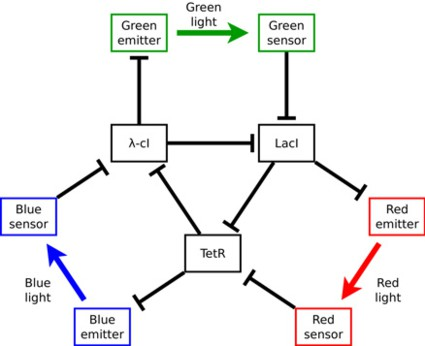 Green
light
Green
emitter
Green
sensor
λ-cI
LacI
Blue
sensor
Red
emitter
TetR
Blue
light
Red
light
Blue
emitter
Red
sensor